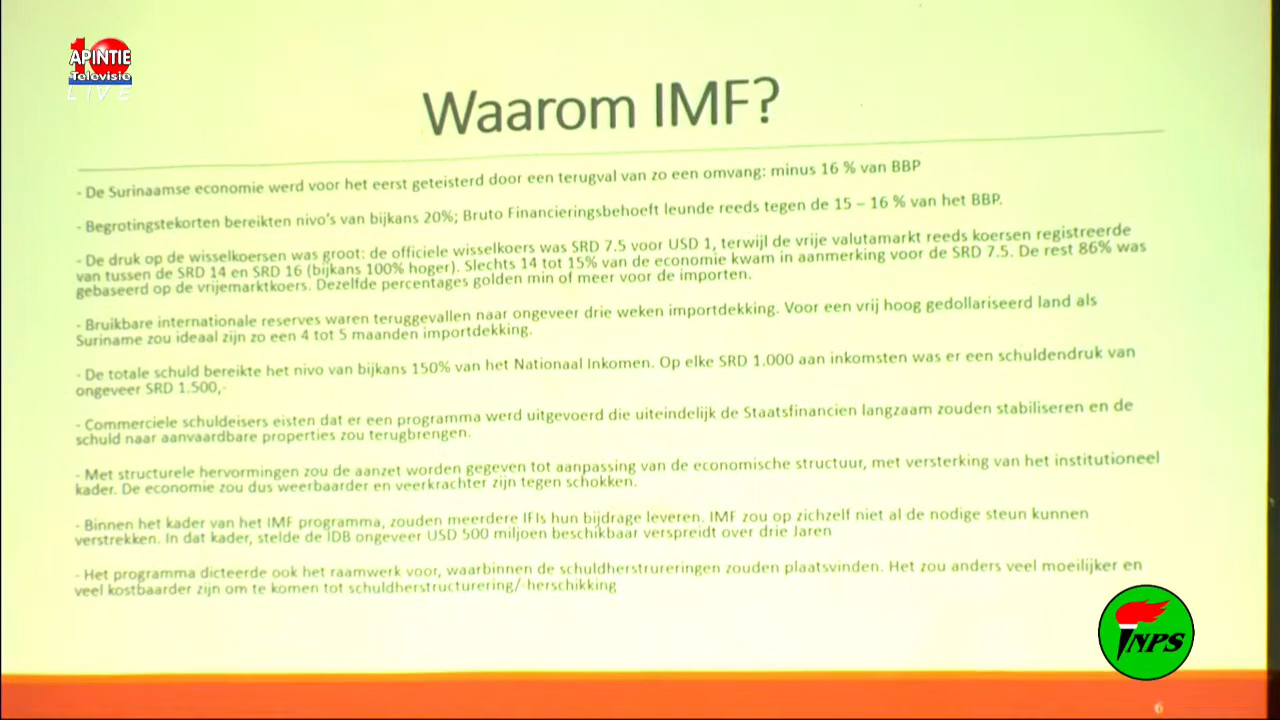 10
APINTIE
Televisie
LIVE
Waarom IMF?
- De Surinaamse economie werd voor het eerst geteisterd door een terugval van zo een omvang: minus 16 % van BBP
- Begrotingstekorten bereikten nivo's van bijkans 20%; Bruto Financieringsbehoeft leunde reeds tegen de 15 – 16 % van het BBP.
- De druk op de wisselkoersen was groot: de officiele wisselkoers was SRD 7.5 voor USD 1, terwijl de vrije valutamarkt reeds koersen registreerde
van tussen de SRD 14 en SRD 16 (bijkans 100% hoger). Slechts 14 tot 15% van de economie kwam in aanmerking voor de SRD 7.5. De rest 86% was
gebaseerd op de vrijemarktkoers. Dezelfde percentages golden min of meer voor de importen.
- Bruikbare internationale reserves waren teruggevallen naar ongeveer drie weken importdekking. Voor een vrij hoog gedollariseerd land als
Suriname zou ideaal zijn zo een 4 tot 5 maanden importdekking.
- De totale schuld bereikte het nivo van bijkans 150% van het Nationaal Inkomen. Op elke SRD 1.000 aan inkomsten was er een schuldendruk van
ongeveer SRD 1.500,-
- Commerciele schuldeisers eisten dat er een programma werd uitgevoerd die uiteindelijk de Staatsfinancien langzaam zouden stabiliseren en de
schuld naar aanvaardbare properties zou terugbrengen.
- Met structurele hervormingen zou de aanzet worden gegeven tot aanpassing van de economische structuur, met versterking van het institutioneel
kader. De economie zou dus weerbaarder en veerkrachter zijn tegen schokken.
- Binnen het kader van het IMF programma, zouden meerdere IFIs hun bijdrage leveren. IMF zou op zichzelf niet al de nodige steun kunnen
verstrekken. In dat kader, stelde de IDB ongeveer USD 500 miljoen beschikbaar verspreidt over drie Jaren
- Het programma dicteerde ook het raamwerk voor, waarbinnen de schuldherstrureringen zouden plaatsvinden. Het zou anders veel moeilijker en
veel kostbaarder zijn om te komen tot schuldherstructurering/ herschikking
NPS
6